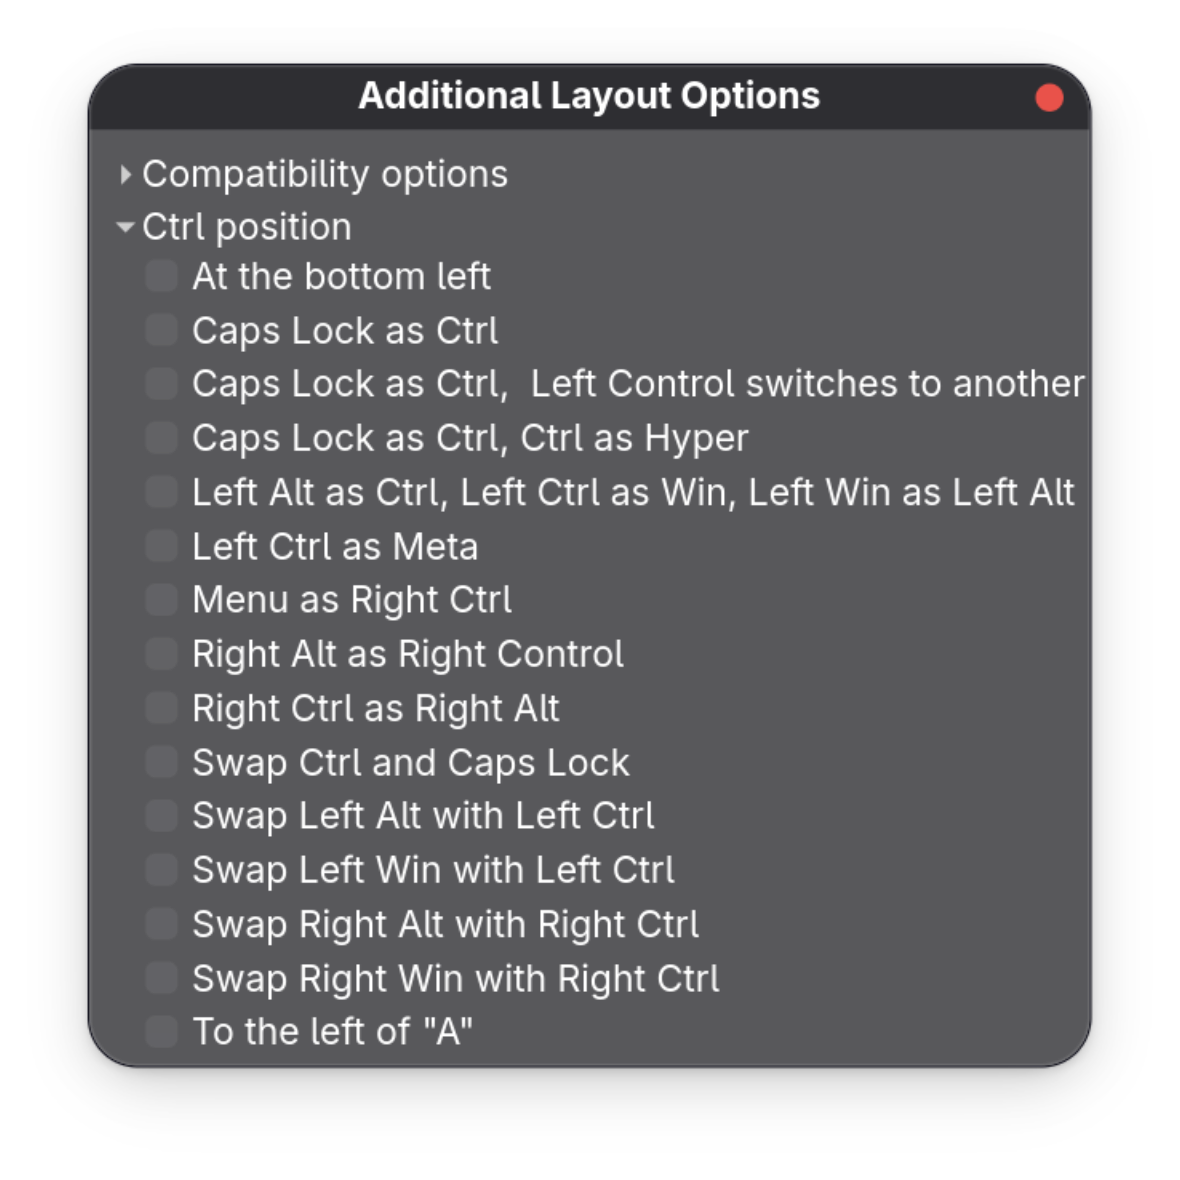 Additional Layout Options
Compatibility options
Ctrl position
At the bottom left
Caps Lock as Ctrl
Caps Lock as Ctrl,  Left Control switches to another
Caps Lock as Ctrl, Ctrl as Hyper
Left Alt as Ctrl, Left Ctrl as Win, Left Win as Left Alt
Left Ctrl as Meta
Menu as Right Ctrl
Right Alt as Right Control
Right Ctrl as Right Alt
Swap Ctrl and Caps Lock
Swap Left Alt with Left Ctrl
Swap Left Win with Left Ctrl
Swap Right Alt with Right Ctrl
Swap Right Win with Right Ctrl
To the left of "A"